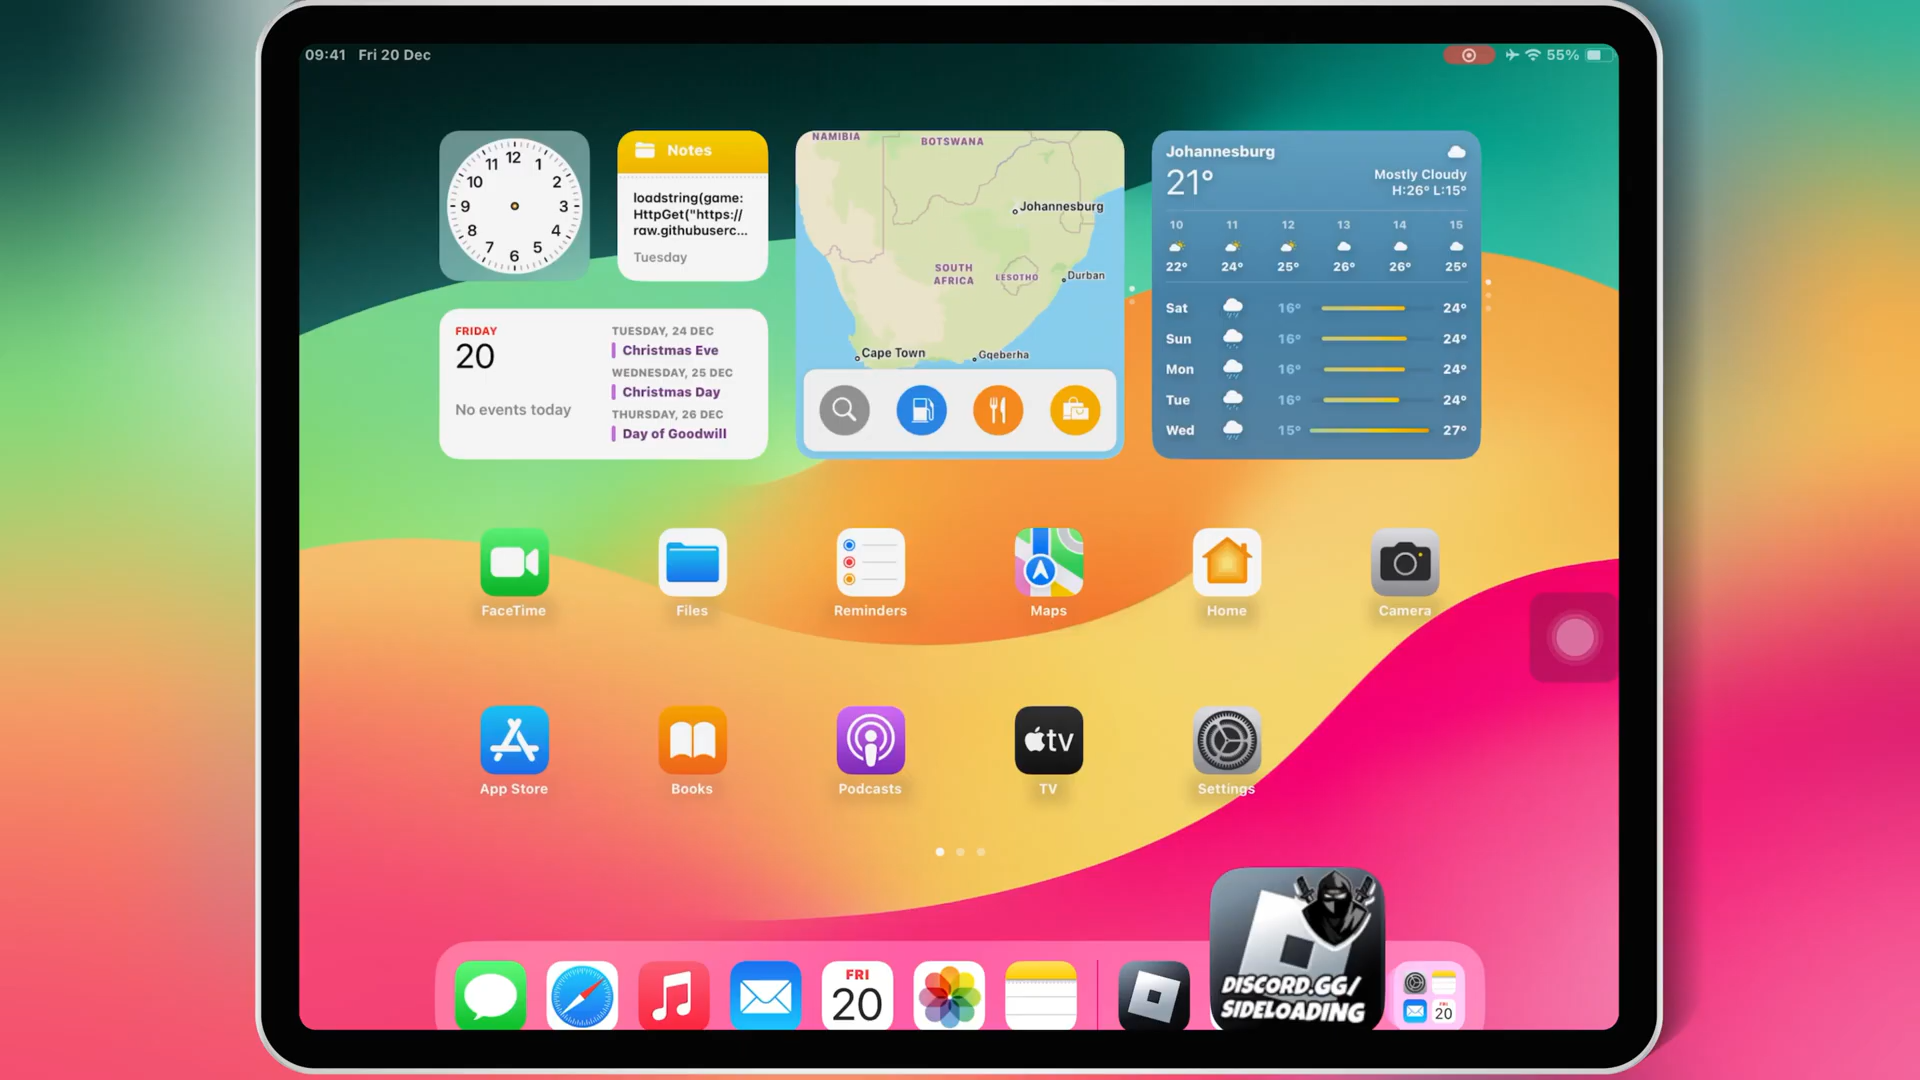 09:41 Fri 20 Dec
55%
12
1
2
3
4
5
6
7
8
9
10
11
Notes
loadstring(game:
HttpGet("https://
raw.githubuserc...
Tuesday
FRIDAY
20
No events today
TUESDAY, 24 DEC
Christmas Eve
WEDNESDAY, 25 DEC
Christmas Day
THURSDAY, 26 DEC
Day of Goodwill
NAMIBIA
BOTSWANA
Johannesburg
SOUTH
AFRICA
LESOTHO
Durban
Cape Town
Gqeberha
Johannesburg
21°
Mostly Cloudy
H:26° L:15°
10 11 12 13 14 15
22° 24° 25° 26° 26° 25°
Sat 16° 24°
Sun 16° 24°
Mon 16° 24°
Tue 16° 24°
Wed 15° 27°
FaceTime
Files
Reminders
Maps
Home
Camera
App Store
Books
Podcasts
tv
TV
Settings
FRI
20
DISCORD.GG/
SIDELOADING
FRI
20